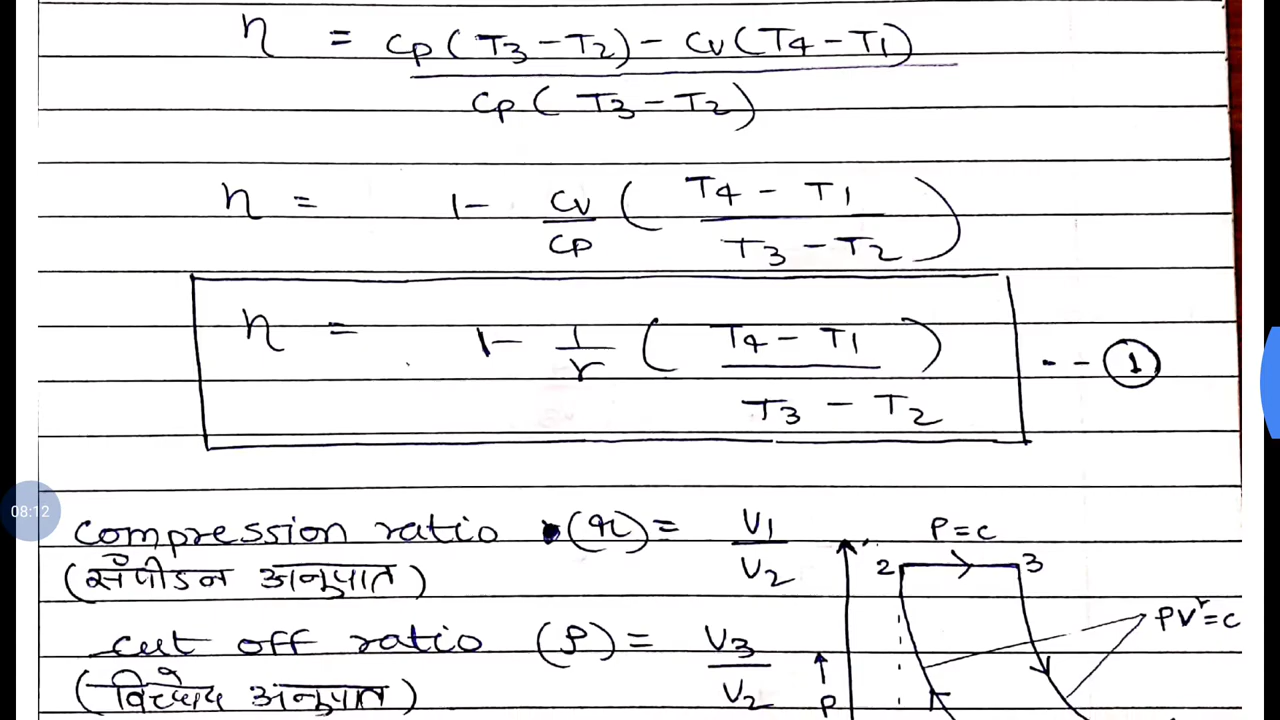 η = Cp(T3-T2) - Cv(T4-T1)
Cp(T3-T2)
η = 1- Cv/Cp (T4-T1 / T3-T2)
η = 1- 1/γ (T4-T1 / T3-T2) -- ①
08:12
compression ratio (r) = V1/V2
(संपीडन अनुपात)
P=C
2 3
PV^γ=C
cut off ratio (ρ) = V3/V2
(विच्छेद अनुपात)
P